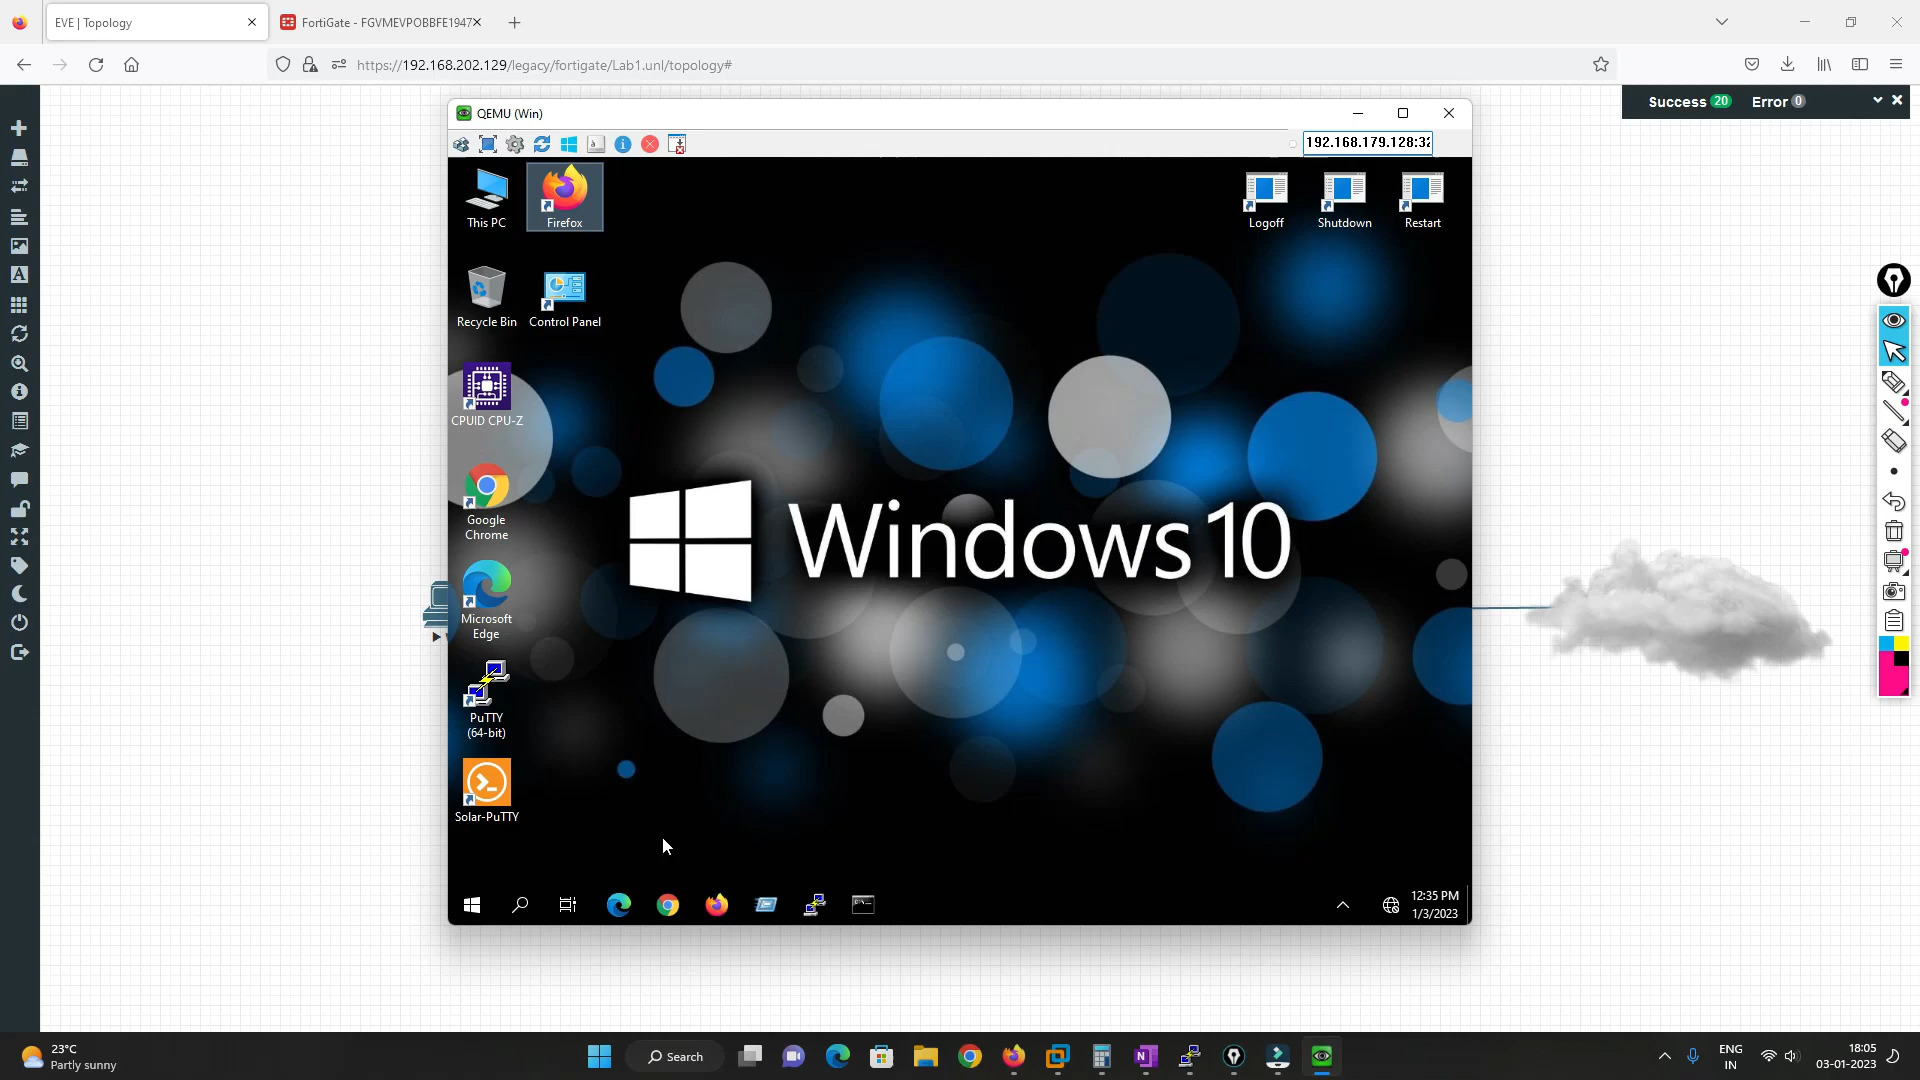 EVE | Topology
FortiGate - FGVMEVPOBBFE1947
https://192.168.202.129/legacy/fortigate/Lab1.unl/topology#
Success 20 Error 0
QEMU (Win)
192.168.179.128:32
This PC
Firefox
Logoff
Shutdown
Restart
Recycle Bin
Control Panel
CPUID CPU-Z
Google
Chrome
Windows 10
Microsoft
Edge
PuTTY
(64-bit)
Solar-PuTTY
12:35 PM
1/3/2023
23°C
Partly sunny
Search
ENG
IN
18:05
03-01-2023